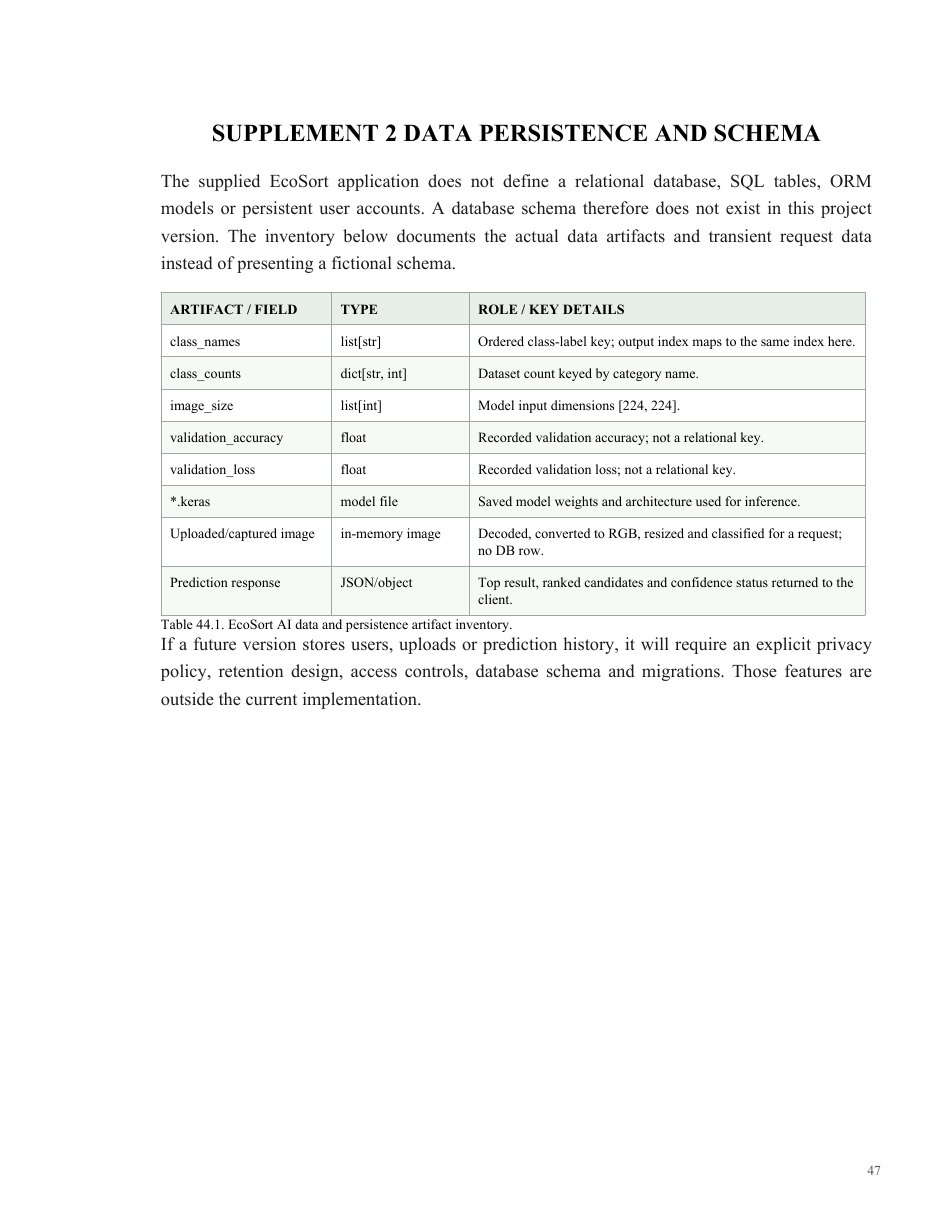 SUPPLEMENT 2 DATA PERSISTENCE AND SCHEMA
The supplied EcoSort application does not define a relational database, SQL tables, ORM
models or persistent user accounts. A database schema therefore does not exist in this project
version. The inventory below documents the actual data artifacts and transient request data
instead of presenting a fictional schema.
ARTIFACT / FIELD TYPE ROLE / KEY DETAILS
class_names list[str] Ordered class-label key; output index maps to the same index here.
class_counts dict[str, int] Dataset count keyed by category name.
image_size list[int] Model input dimensions [224, 224].
validation_accuracy float Recorded validation accuracy; not a relational key.
validation_loss float Recorded validation loss; not a relational key.
*.keras model file Saved model weights and architecture used for inference.
Uploaded/captured image in-memory image Decoded, converted to RGB, resized and classified for a request;
no DB row.
Prediction response JSON/object Top result, ranked candidates and confidence status returned to the
client.
Table 44.1. EcoSort AI data and persistence artifact inventory.
If a future version stores users, uploads or prediction history, it will require an explicit privacy
policy, retention design, access controls, database schema and migrations. Those features are
outside the current implementation.
47